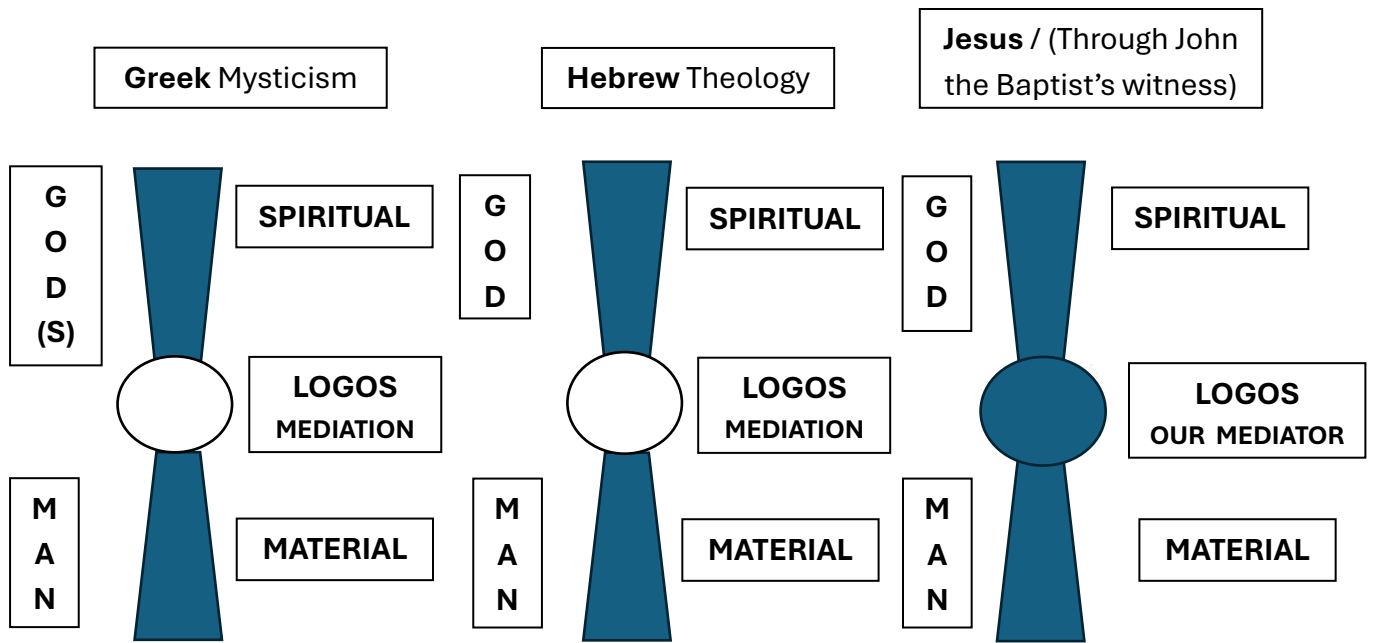 Greek Mysticism
G
O
D
(S)
SPIRITUAL
LOGOS
MEDIATION
M
A
N
MATERIAL
Hebrew Theology
G
O
D
SPIRITUAL
LOGOS
MEDIATION
M
A
N
MATERIAL
Jesus / (Through John
the Baptist’s witness)
G
O
D
SPIRITUAL
LOGOS
OUR MEDIATOR
M
A
N
MATERIAL